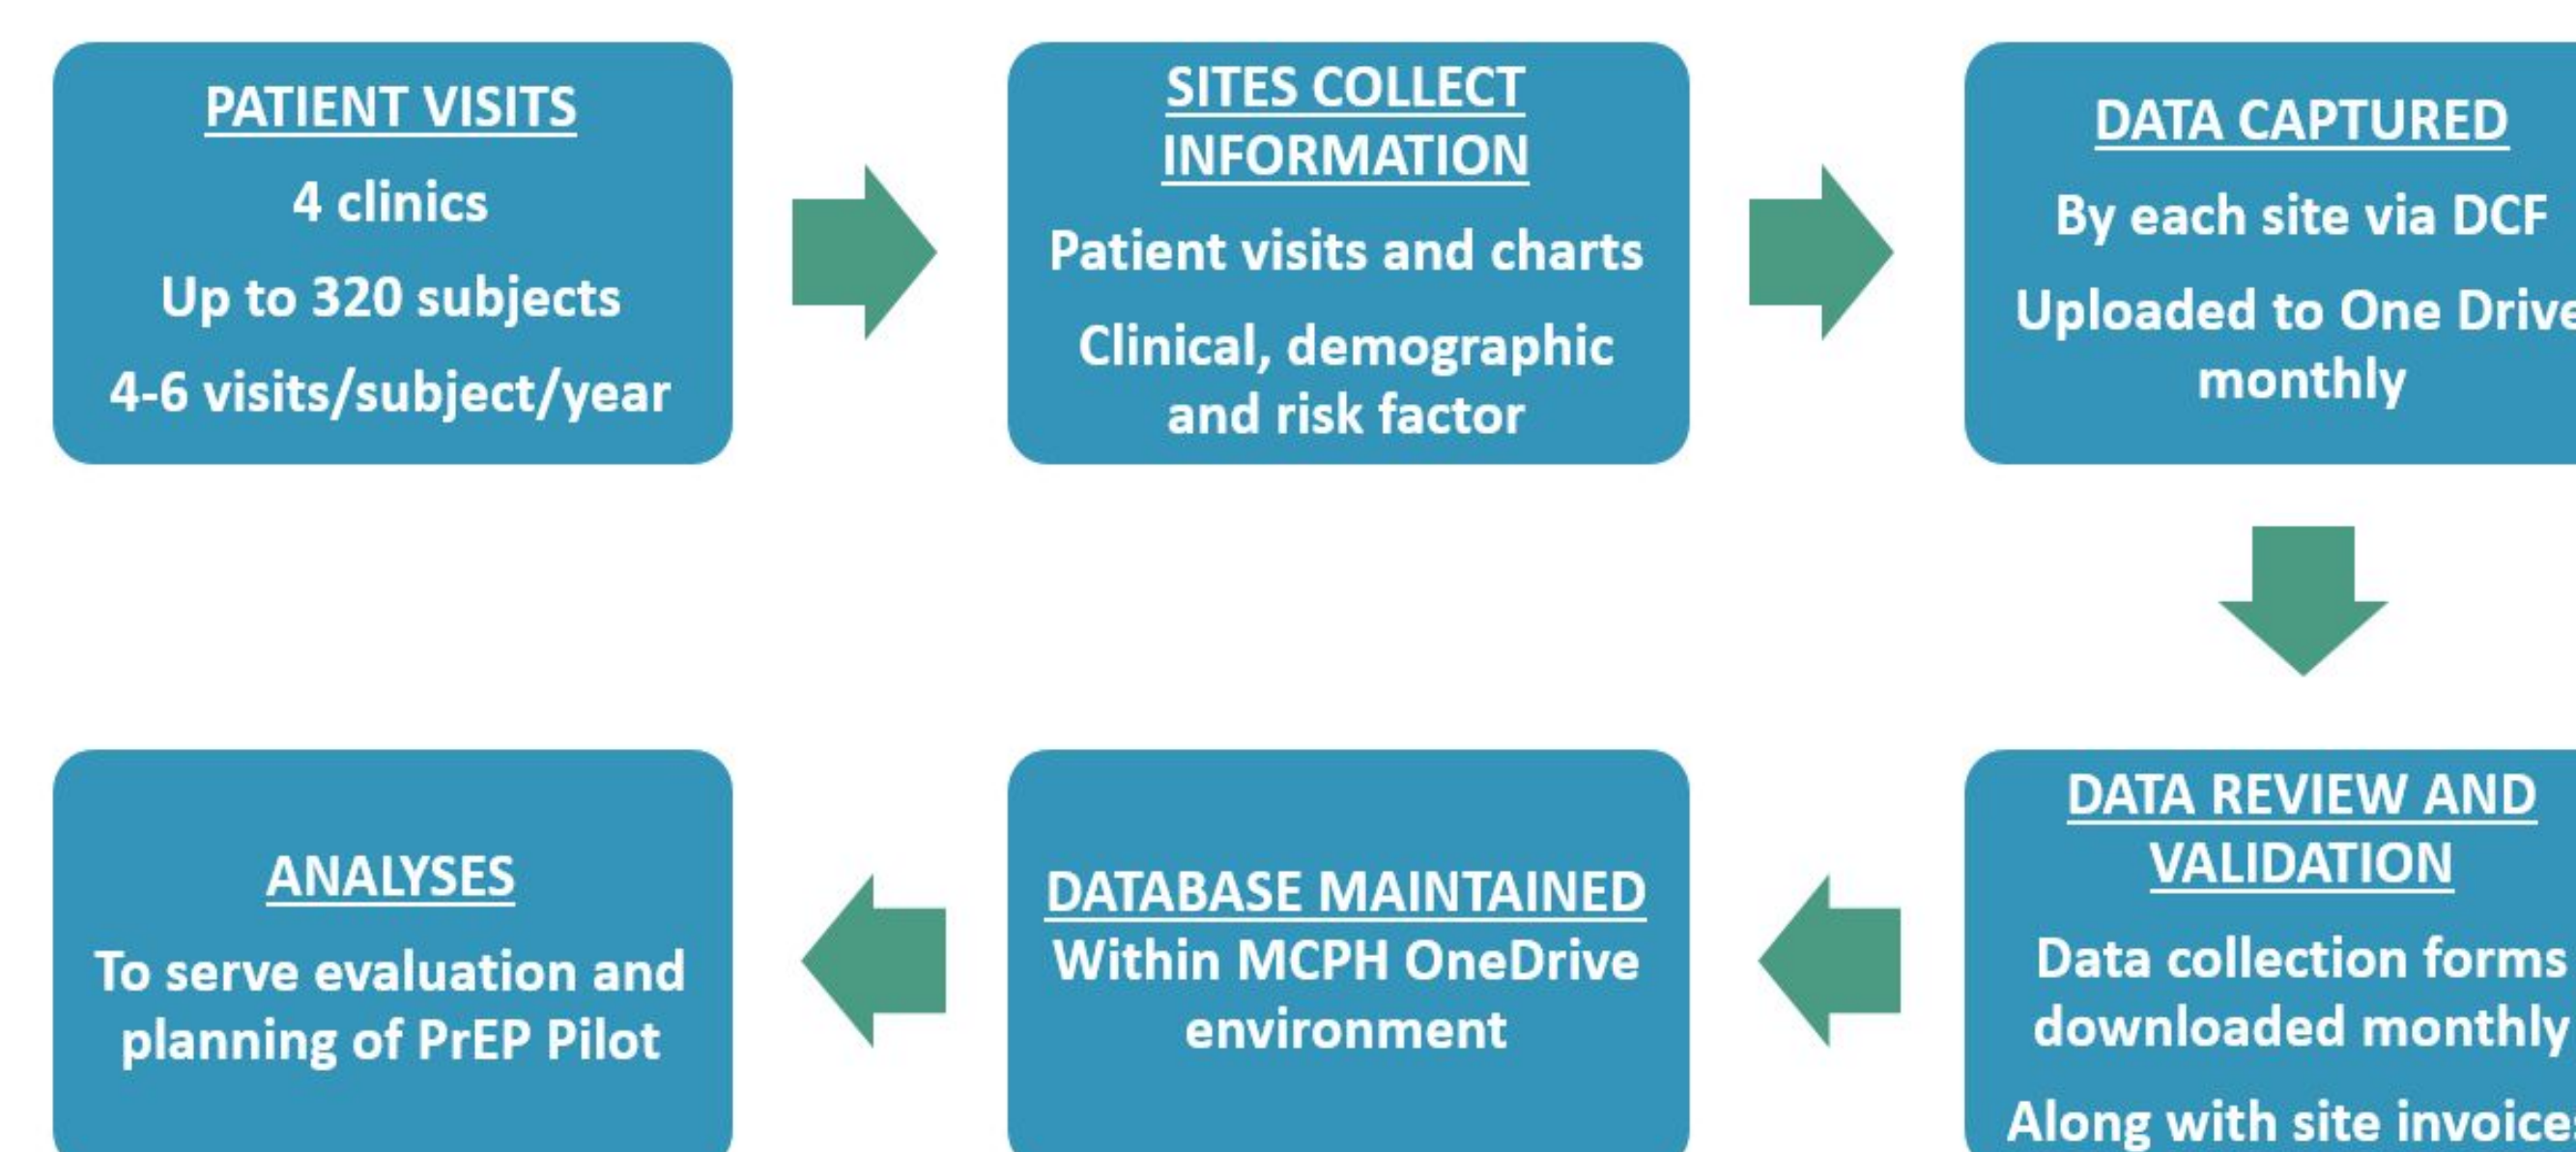 PATIENT VISITS
4 clinics
Up to 320 subjects
4-6 visits/subject/year
SITES COLLECT
INFORMATION
Patient visits and charts
Clinical, demographic
and risk factor
DATA CAPTURED
By each site via DCF
Uploaded to One Drive
monthly
DATA REVIEW AND
VALIDATION
Data collection forms
downloaded monthly
Along with site invoices
DATABASE MAINTAINED
Within MCPH OneDrive
environment
ANALYSES
To serve evaluation and
planning of PrEP Pilot